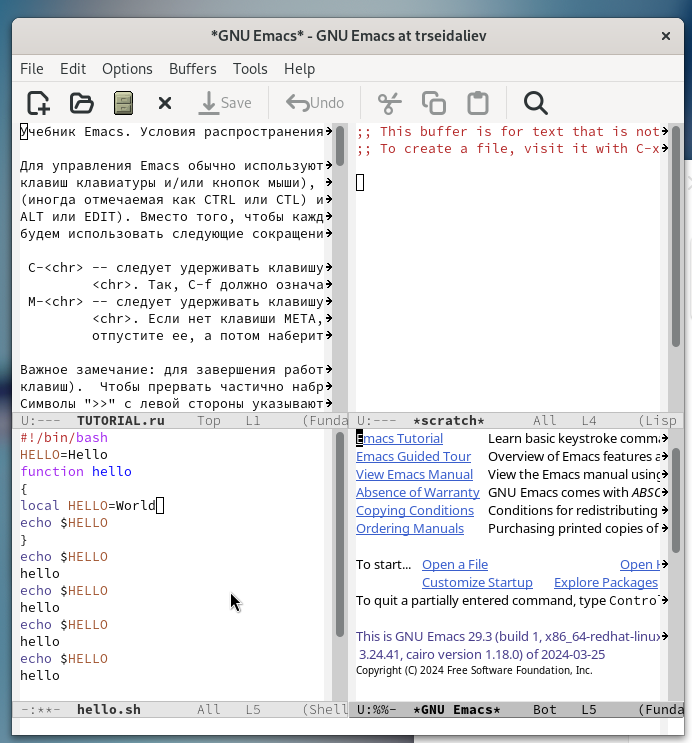 *GNU Emacs* - GNU Emacs at trseidaliev
File Edit Options Buffers Tools Help
Save Undo
Учебник Emacs. Условия распространения
Для управления Emacs обычно используют
клавиш клавиатуры и/или кнопок мыши),
(иногда отмечаемая как CTRL или CTL) и
ALT или EDIT). Вместо того, чтобы кажд
будем использовать следующие сокращени
C-<chr> -- следует удерживать клавишу
<chr>. Так, C-f должно означа
M-<chr> -- следует удерживать клавишу
<chr>. Если нет клавиши META,
отпустите ее, а потом наберит
Важное замечание: для завершения работ
клавиш).  Чтобы прервать частично набр
Символы ">>" с левой стороны указывают
U:--- TUTORIAL.ru Top L1 (Funda
;; This buffer is for text that is not
;; To create a file, visit it with C-x
U:--- *scratch* All L4 (Lisp
#!/bin/bash
HELLO=Hello
function hello
{
local HELLO=World
echo $HELLO
}
echo $HELLO
hello
echo $HELLO
hello
echo $HELLO
hello
echo $HELLO
hello
-:**- hello.sh All L5 (Shell
Emacs Tutorial Learn basic keystroke comma
Emacs Guided Tour Overview of Emacs features a
View Emacs Manual View the Emacs manual using
Absence of Warranty GNU Emacs comes with ABSO
Copying Conditions Conditions for redistributing
Ordering Manuals Purchasing printed copies of
To start... Open a File Open H
Customize Startup Explore Packages
To quit a partially entered command, type Contro
This is GNU Emacs 29.3 (build 1, x86_64-redhat-linux
3.24.41, cairo version 1.18.0) of 2024-03-25
Copyright (C) 2024 Free Software Foundation, Inc.
U:%%- *GNU Emacs* Bot L5 (Funda